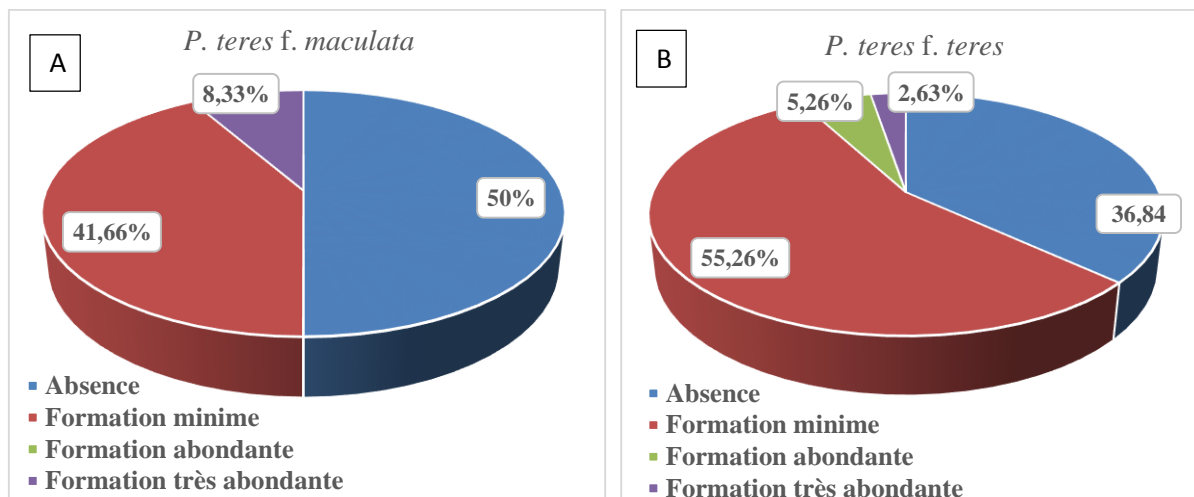 A
P. teres f. maculata
8,33%
50%
41,66%
Absence
Formation minime
Formation abondante
Formation très abondante
B
P. teres f. teres
5,26%
2,63%
36,84
55,26%
Absence
Formation minime
Formation abondante
Formation très abondante